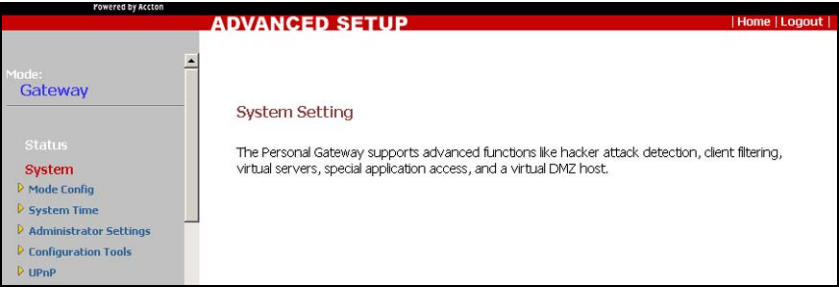 Powered by Accton
ADVANCED SETUP
| Home | Logout |
Mode:
Gateway
Status
System
Mode Config
System Time
Administrator Settings
Configuration Tools
UPnP
System Setting
The Personal Gateway supports advanced functions like hacker attack detection, client filtering,
virtual servers, special application access, and a virtual DMZ host.